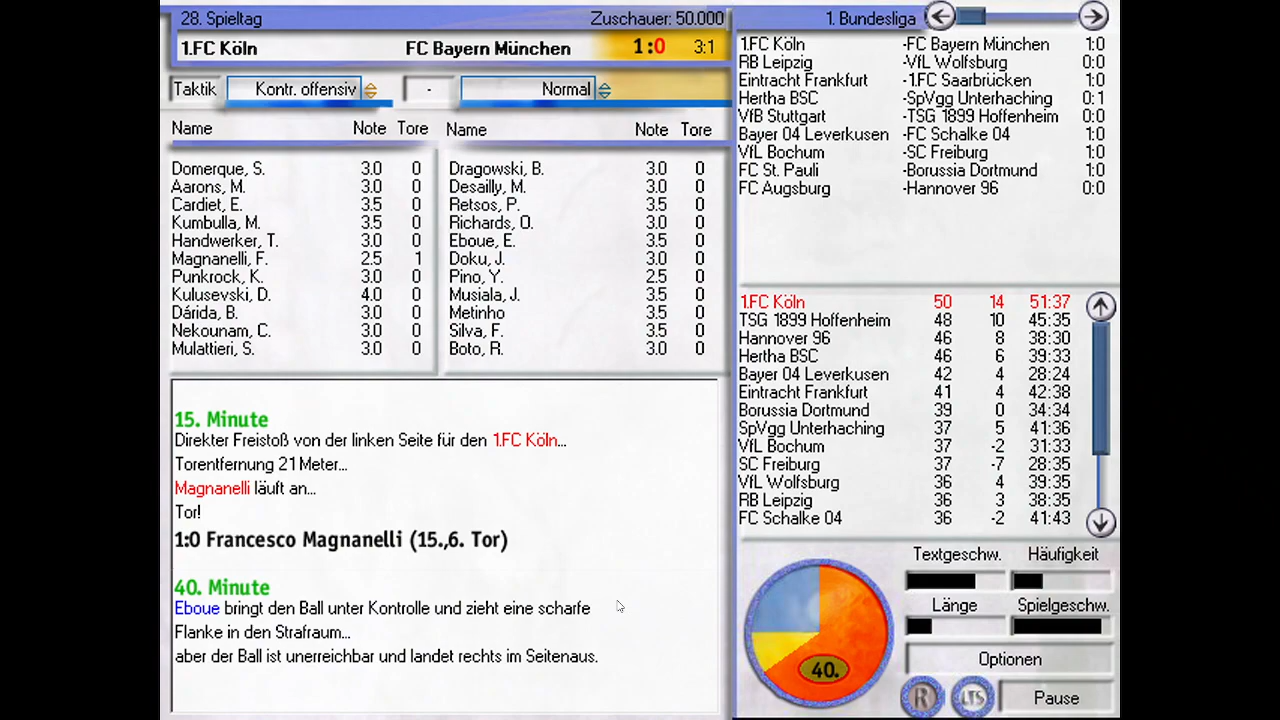 28. Spieltag Zuschauer: 50.000
1.FC Köln FC Bayern München 1:0 3:1
Taktik Kontr. offensiv - Normal
Name Note Tore Name Note Tore
Domerque, S. 3.0 0 Dragowski, B. 3.0 0
Aarons, M. 3.0 0 Desailly, M. 3.0 0
Cardiet, E. 3.5 0 Retsos, P. 3.5 0
Kumbulla, M. 3.5 0 Richards, O. 3.0 0
Handwerker, T. 3.0 0 Eboue, E. 3.5 0
Magnanelli, F. 2.5 1 Doku, J. 3.0 0
Punkrock, K. 3.0 0 Pino, Y. 2.5 0
Kulusevski, D. 4.0 0 Musiala, J. 3.5 0
Dárida, B. 3.0 0 Metinho 3.5 0
Nekounam, C. 3.0 0 Silva, F. 3.5 0
Mulattieri, S. 3.0 0 Boto, R. 3.0 0
15. Minute
Direkter Freistoß von der linken Seite für den 1.FC Köln...
Torentfernung 21 Meter...
Magnanelli läuft an...
Tor!
1:0 Francesco Magnanelli (15.,6. Tor)
40. Minute
Eboue bringt den Ball unter Kontrolle und zieht eine scharfe
Flanke in den Strafraum...
aber der Ball ist unerreichbar und landet rechts im Seitenaus.
1. Bundesliga
1.FC Köln -FC Bayern München 1:0
RB Leipzig -VfL Wolfsburg 0:0
Eintracht Frankfurt -1.FC Saarbrücken 1:0
Hertha BSC -SpVgg Unterhaching 0:1
VfB Stuttgart -TSG 1899 Hoffenheim 0:0
Bayer 04 Leverkusen -FC Schalke 04 1:0
VfL Bochum -SC Freiburg 1:0
FC St. Pauli -Borussia Dortmund 1:0
FC Augsburg -Hannover 96 0:0
1.FC Köln 50 14 51:37
TSG 1899 Hoffenheim 48 10 45:35
Hannover 96 46 8 38:30
Hertha BSC 46 6 39:33
Bayer 04 Leverkusen 42 4 28:24
Eintracht Frankfurt 41 4 42:38
Borussia Dortmund 39 0 34:34
SpVgg Unterhaching 37 5 41:36
VfL Bochum 37 -2 31:33
SC Freiburg 37 -7 28:35
VfL Wolfsburg 36 4 39:35
RB Leipzig 36 3 38:35
FC Schalke 04 36 -2 41:43
Textgeschw. Häufigkeit
Länge Spielgeschw.
40.
Optionen
R LTS Pause